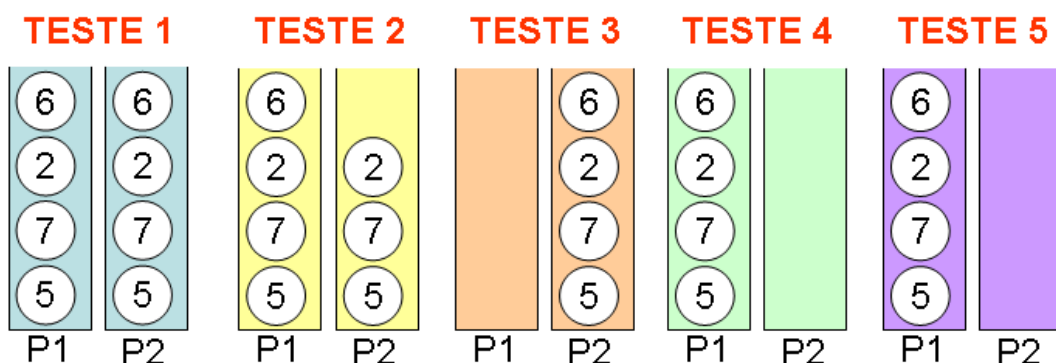 TESTE 1 TESTE 2 TESTE 3 TESTE 4 TESTE 5
6 6 6 6 6 6
2 2 2 2 2 2 2
7 7 7 7 7 7 7
5 5 5 5 5 5 5
P1 P2 P1 P2 P1 P2 P1 P2 P1 P2